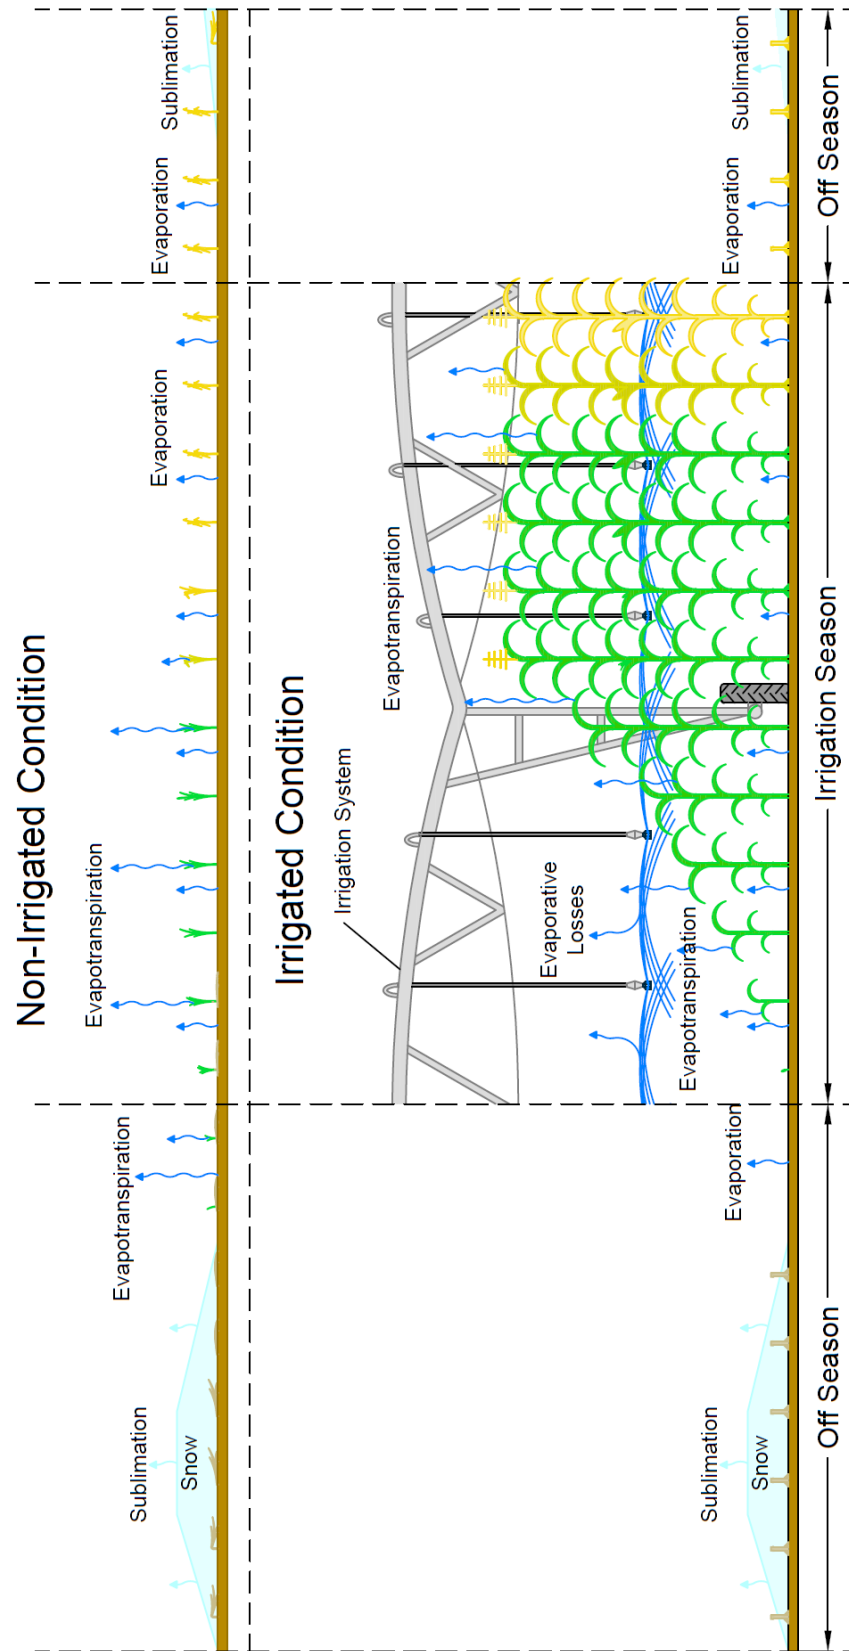 Non-Irrigated Condition
Sublimation
Snow
Evapotranspiration
Evapotranspiration
Evaporation
Evaporation
Sublimation
Irrigated Condition
Irrigation System
Evapotranspiration
Evaporative
Losses
Evapotranspiration
Sublimation
Snow
Evaporation
Evaporation
Sublimation
Off Season
Irrigation Season
Off Season